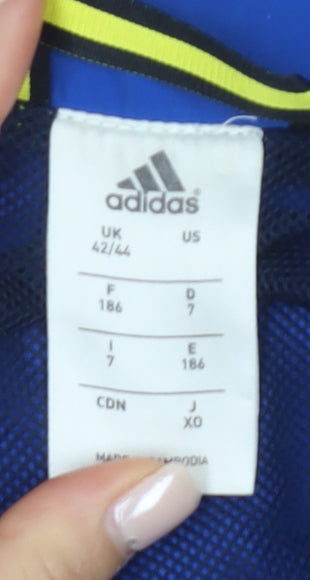 adidas®
UK US
42/44
F D
186 7
I E
7 186
CDN J
XO